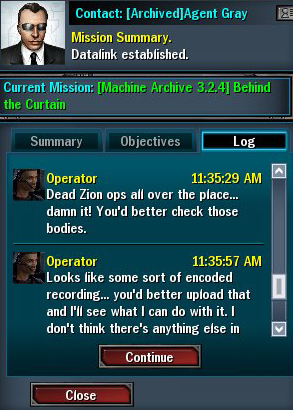 Contact: [Archived]Agent Gray
Mission Summary.
Datalink established.
Current Mission: [Machine Archive 3.2.4] Behind
the Curtain
Summary
Objectives
Log
Operator 11:35:29 AM
Dead Zion ops all over the place...
damn it! You'd better check those
bodies.
Operator 11:35:57 AM
Looks like some sort of encoded
recording... you'd better upload that
and I'll see what I can do with it. I
don't think there's anything else in
Continue
Close